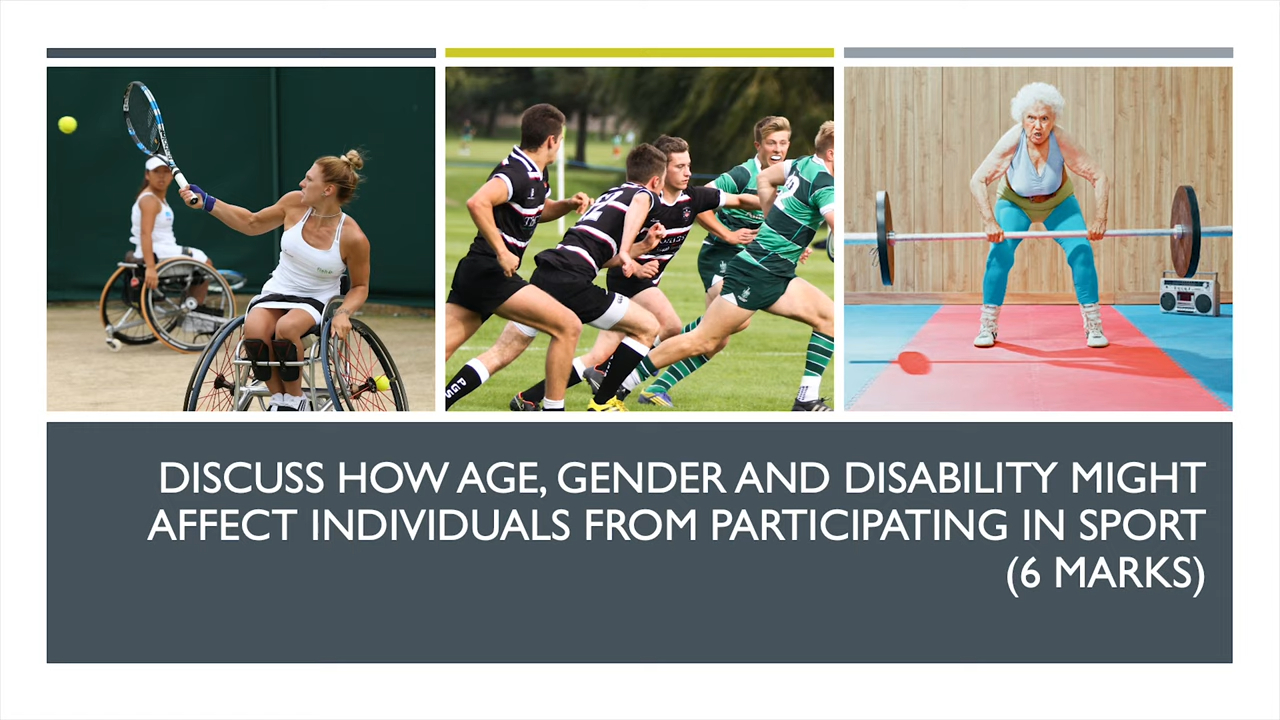 DISCUSS HOW AGE, GENDER AND DISABILITY MIGHT
AFFECT INDIVIDUALS FROM PARTICIPATING IN SPORT
(6 MARKS)